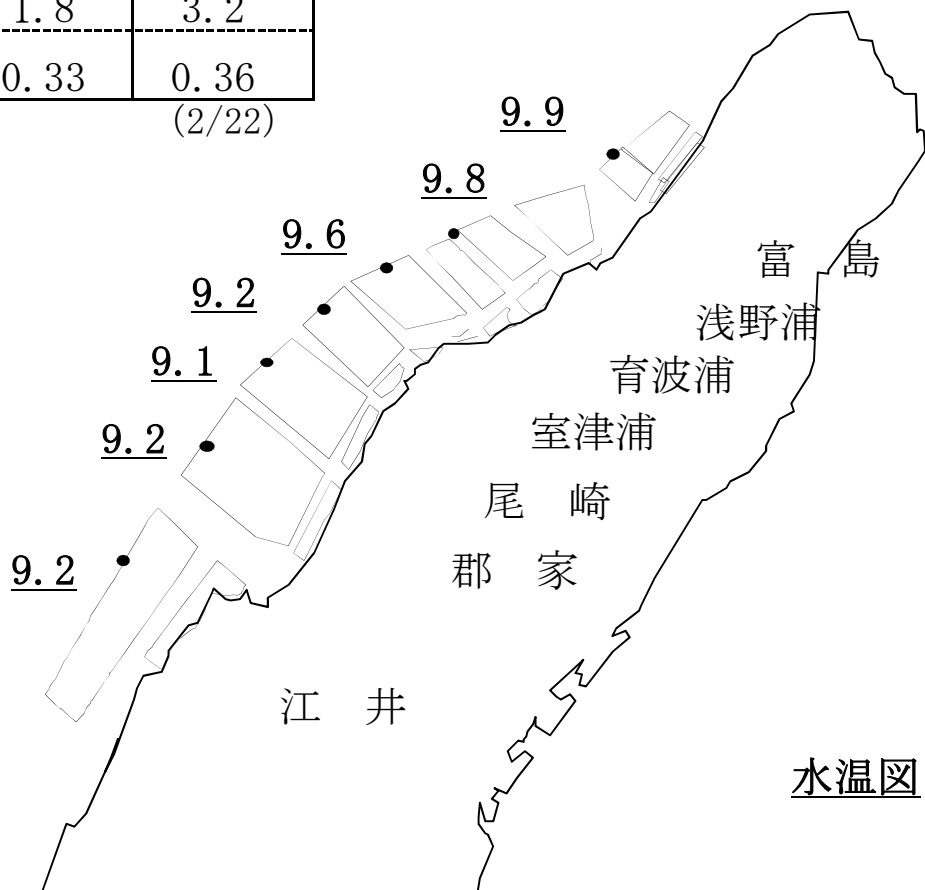 1.8 3.2
0.33 0.36
(2/22)
9.9
9.8
9.6
富 島
9.2
浅野浦
9.1
育波浦
9.2
室津浦
尾 崎
9.2
郡 家
江 井
水温図